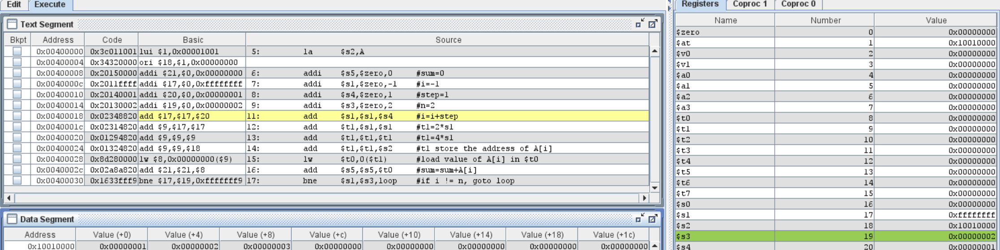 Edit Execute
Text Segment
Bkpt Address Code Basic Source
0x00400000 0x3c011001 lui $1,0x00001001 5: la $s2,A
0x00400004 0x34320000 ori $18,$1,0x00000000
0x00400008 0x20150000 addi $21,$0,0x00000000 6: addi $s5,$zero,0 #sum=0
0x0040000c 0x2011ffff addi $17,$0,0xffffffff 7: addi $s1,$zero,-1 #i=-1
0x00400010 0x20140001 addi $20,$0,0x00000001 8: addi $s4,$zero,1 #step=1
0x00400014 0x20130002 addi $19,$0,0x00000002 9: addi $s3,$zero,2 #n=2
0x00400018 0x02348820 add $17,$17,$20 11: add $s1,$s1,$s4 #i=i+step
0x0040001c 0x02314820 add $9,$17,$17 12: add $t1,$s1,$s1 #t1=2*s1
0x00400020 0x01294820 add $9,$9,$9 13: add $t1,$t1,$t1 #t1=4*s1
0x00400024 0x01324820 add $9,$9,$18 14: add $t1,$t1,$s2 #t1 store the address of A[i]
0x00400028 0x8d280000 lw $8,0x00000000($9) 15: lw $t0,0($t1) #load value of A[i] in $t0
0x0040002c 0x02a8a820 add $21,$21,$8 16: add $s5,$s5,$t0 #sum=sum+A[i]
0x00400030 0x1633fff9 bne $17,$19,0xfffffff9 17: bne $s1,$s3,loop #if i != n, goto loop
Data Segment
Address Value (+0) Value (+4) Value (+8) Value (+c) Value (+10) Value (+14) Value (+18) Value (+1c)
0x10010000 0x00000001 0x00000002 0x00000003 0x00000000 0x00000000 0x00000000 0x00000000 0x00000000
Registers Coproc 1 Coproc 0
Name Number Value
$zero 0 0x00000000
$at 1 0x10010000
$v0 2 0x00000000
$v1 3 0x00000000
$a0 4 0x00000000
$a1 5 0x00000000
$a2 6 0x00000000
$a3 7 0x00000000
$t0 8 0x00000000
$t1 9 0x00000000
$t2 10 0x00000000
$t3 11 0x00000000
$t4 12 0x00000000
$t5 13 0x00000000
$t6 14 0x00000000
$t7 15 0x00000000
$s0 16 0x00000000
$s1 17 0xffffffff
$s2 18 0x10010000
$s3 19 0x00000002
$s4 20 0x00000001